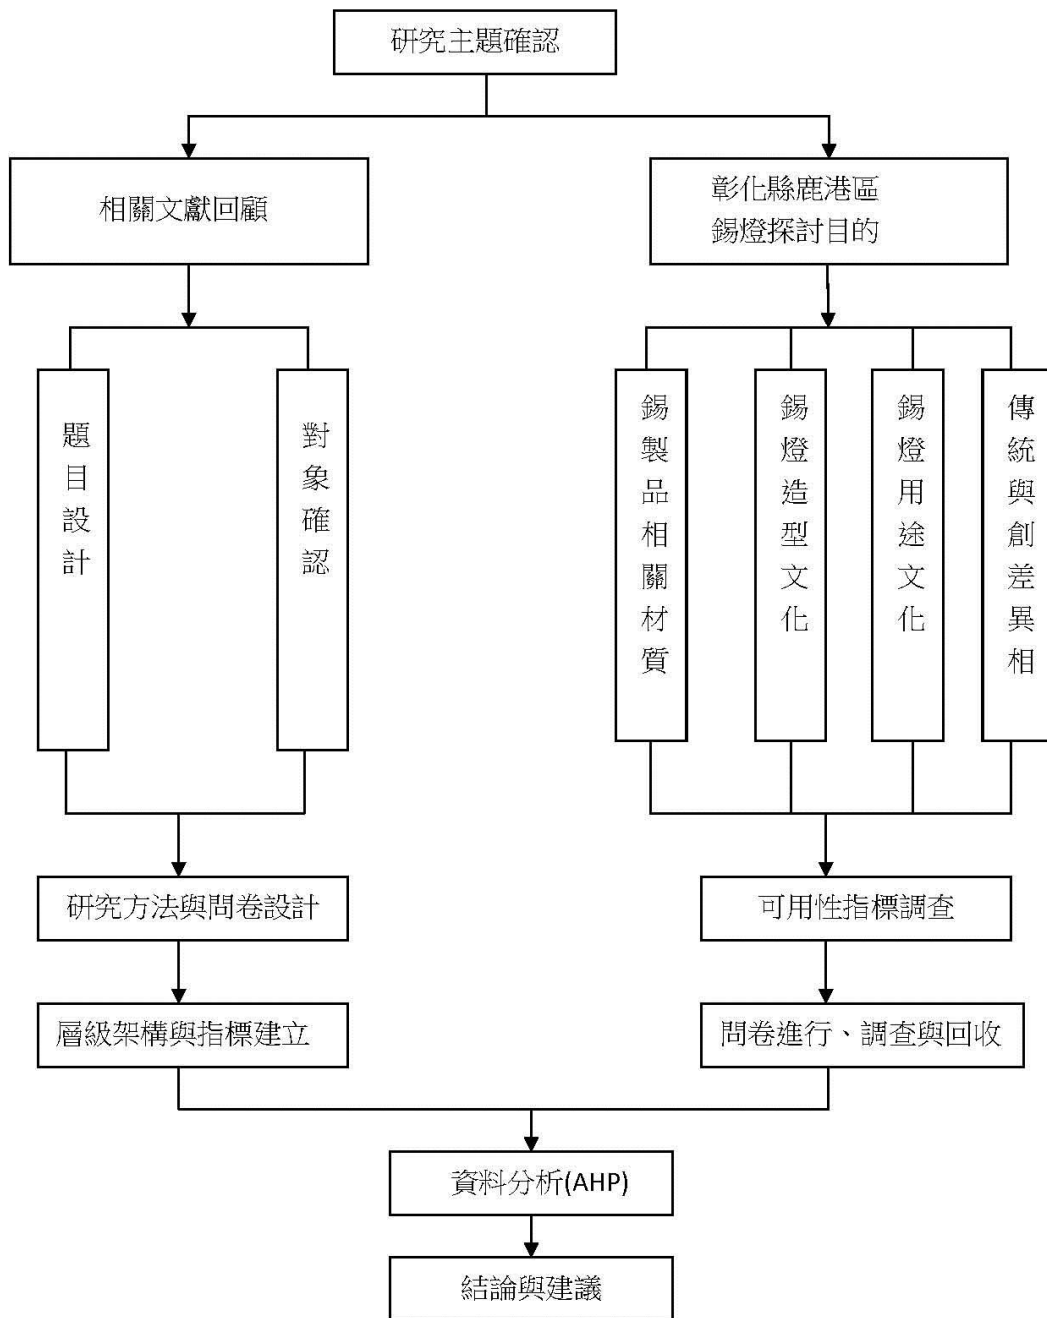 研究主題確認
相關文獻回顧
彰化縣鹿港區
錫燈探討目的
題目設計
對象確認
錫製品相關材質
錫燈造型文化
錫燈用途文化
傳統與創差異相
研究方法與問卷設計
可用性指標調查
層級架構與指標建立
問卷進行、調查與回收
資料分析(AHP)
結論與建議